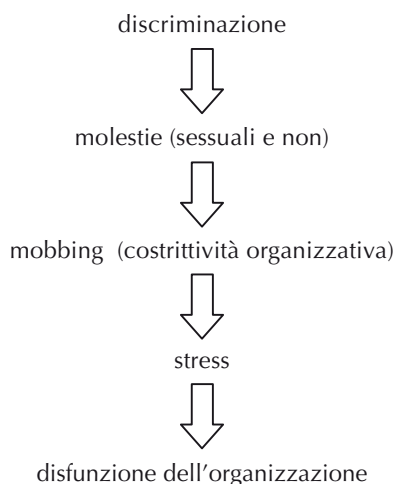 discriminazione
molestie (sessuali e non)
mobbing (costrittività organizzativa)
stress
disfunzione dell'organizzazione